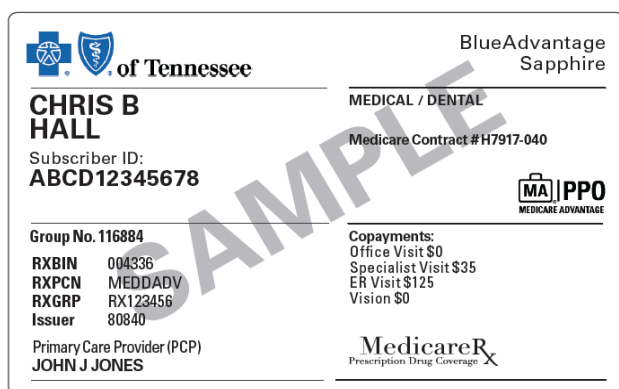 of Tennessee
BlueAdvantage
Sapphire
CHRIS B
HALL
Subscriber ID:
ABCD12345678
MEDICAL / DENTAL
Medicare Contract # H7917-040
MA PPO
MEDICARE ADVANTAGE
SAMPLE
Group No. 116884
RXBIN 004336
RXPCN MEDDADV
RXGRP RX123456
Issuer 80840
Primary Care Provider (PCP)
JOHN J JONES
Copayments:
Office Visit $0
Specialist Visit $35
ER Visit $125
Vision $0
MedicareRx
Prescription Drug Coverage